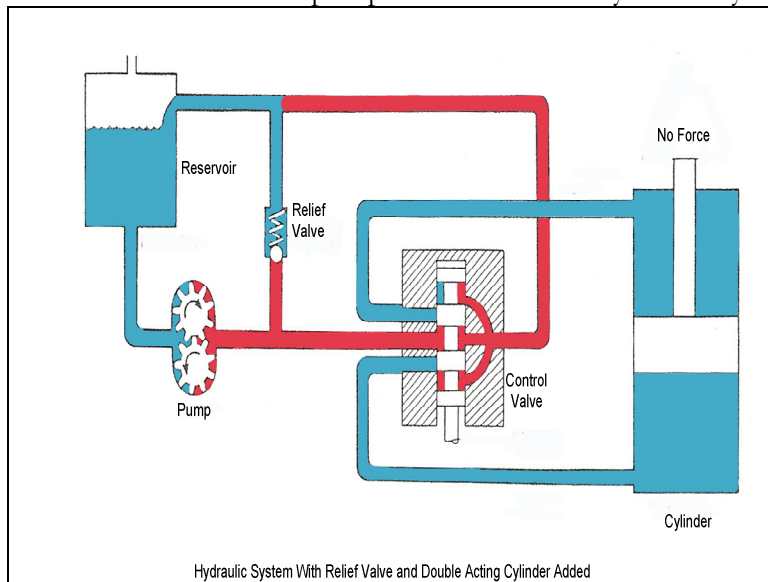 No Force
Reservoir
Relief
Valve
Control
Valve
Pump
Cylinder
Hydraulic System With Relief Valve and Double Acting Cylinder Added